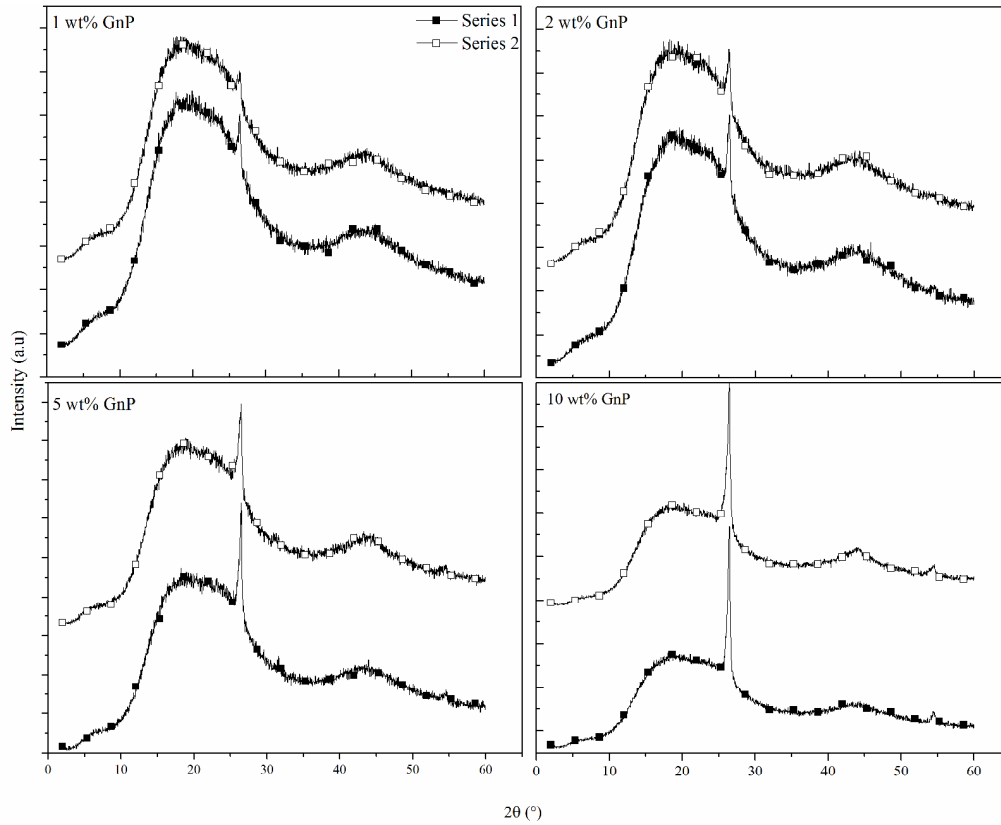 1 wt% GnP
Series 1
Series 2
2 wt% GnP
5 wt% GnP
10 wt% GnP
Intensity (a.u)
0 10 20 30 40 50 60
0 10 20 30 40 50 60
2θ (°)